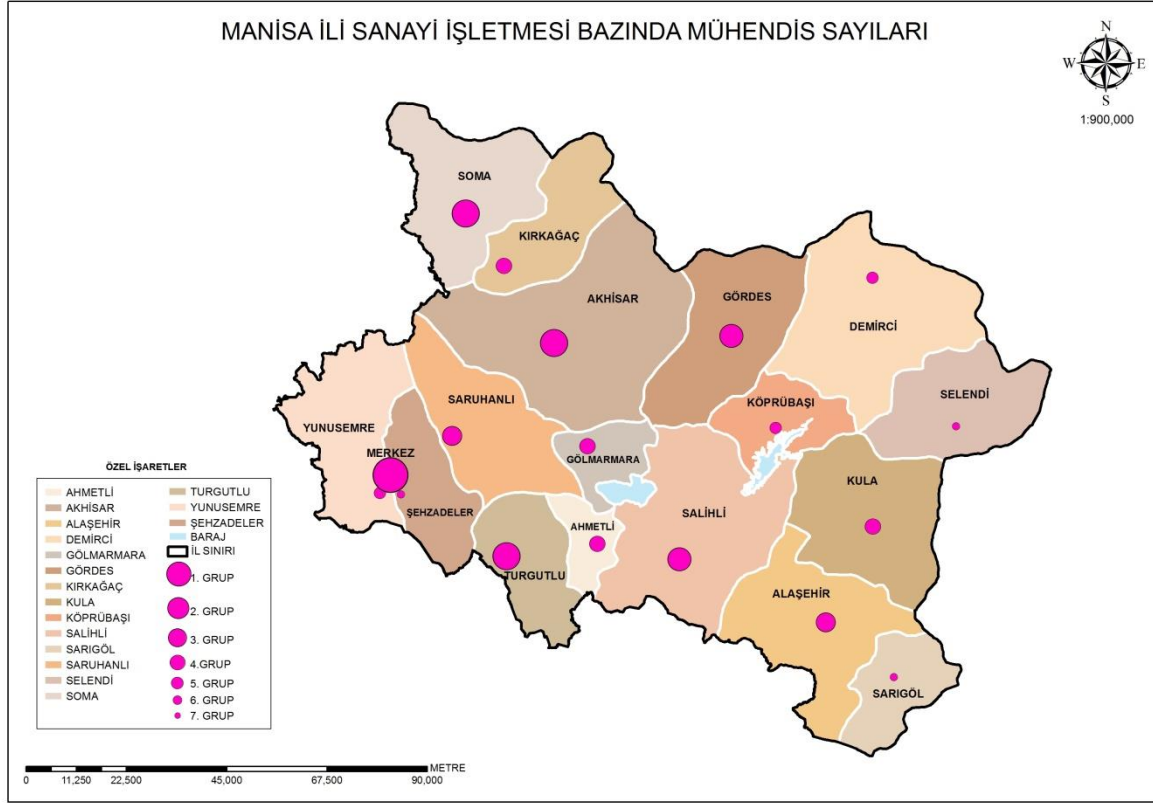 MANİSA İLİ SANAYİ İŞLETMESİ BAZINDA MÜHENDİS SAYILARI
N
W E
S
1:900,000
SOMA
KIRKAĞAÇ
AKHİSAR
GÖRDES
DEMİRCİ
SELENDİ
KÖPRÜBAŞI
SARUHANLI
YUNUSEMRE
MERKEZ
GÖLMARMARA
KULA
ŞEHZADELER
SALİHLİ
AHMETLİ
TURGUTLU
ALAŞEHİR
SARIGÖL
ÖZEL İŞARETLER
AHMETLİ
AKHİSAR
ALAŞEHİR
DEMİRCİ
GÖLMARMARA
GÖRDES
KIRKAĞAÇ
KULA
KÖPRÜBAŞI
SALİHLİ
SARIGÖL
SARUHANLI
SELENDİ
SOMA
TURGUTLU
YUNUSEMRE
ŞEHZADELER
BARAJ
İL SINIRI
1. GRUP
2. GRUP
3. GRUP
4.GRUP
5. GRUP
6. GRUP
7. GRUP
METRE
0 11,250 22,500 45,000 67,500 90,000